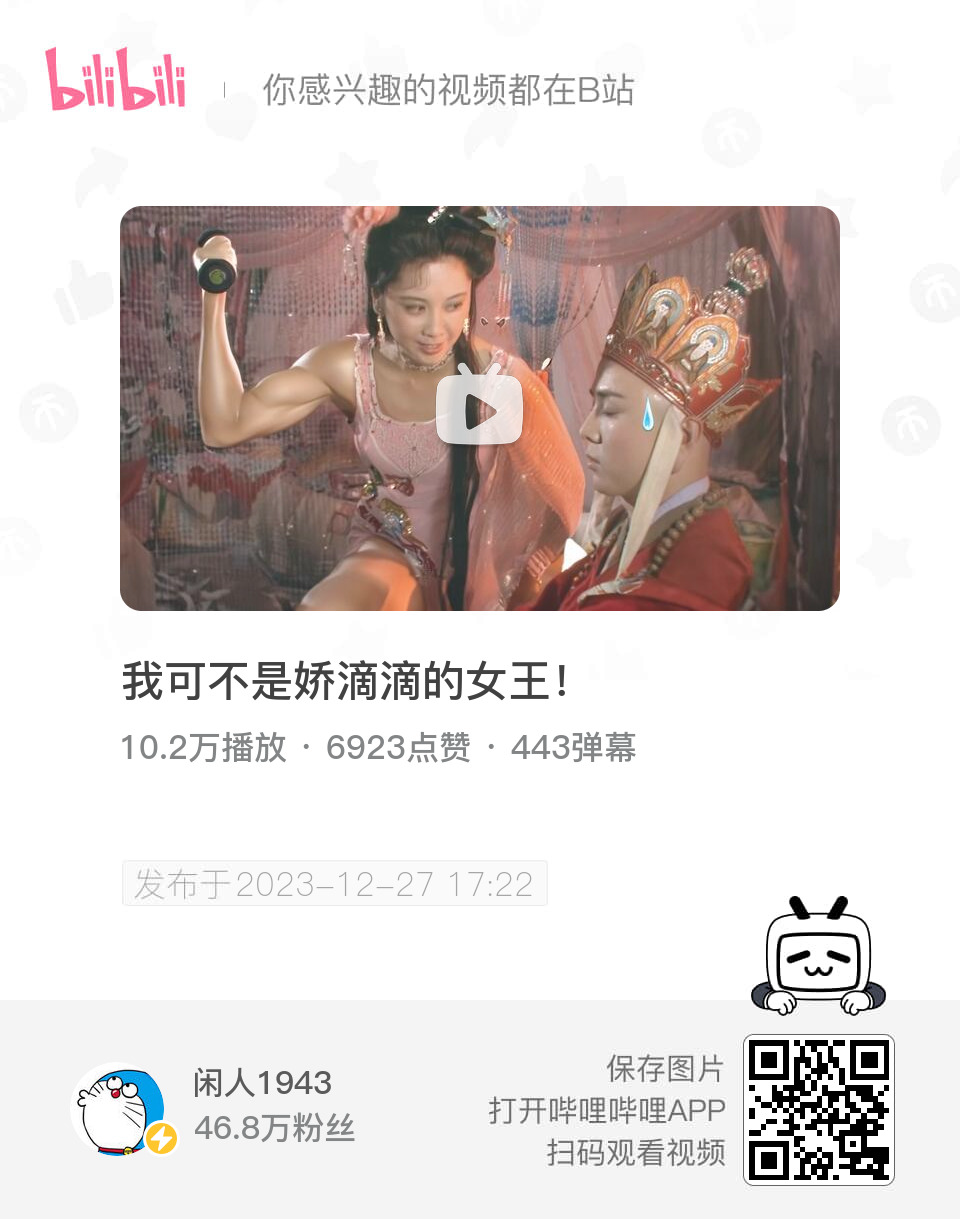 bilibili
你感兴趣的视频都在B站
我可不是娇滴滴的女王！
10.2万播放 · 6923点赞 · 443弹幕
发布于2023-12-27 17:22
闲人1943
46.8万粉丝
保存图片
打开哔哩哔哩APP
扫码观看视频